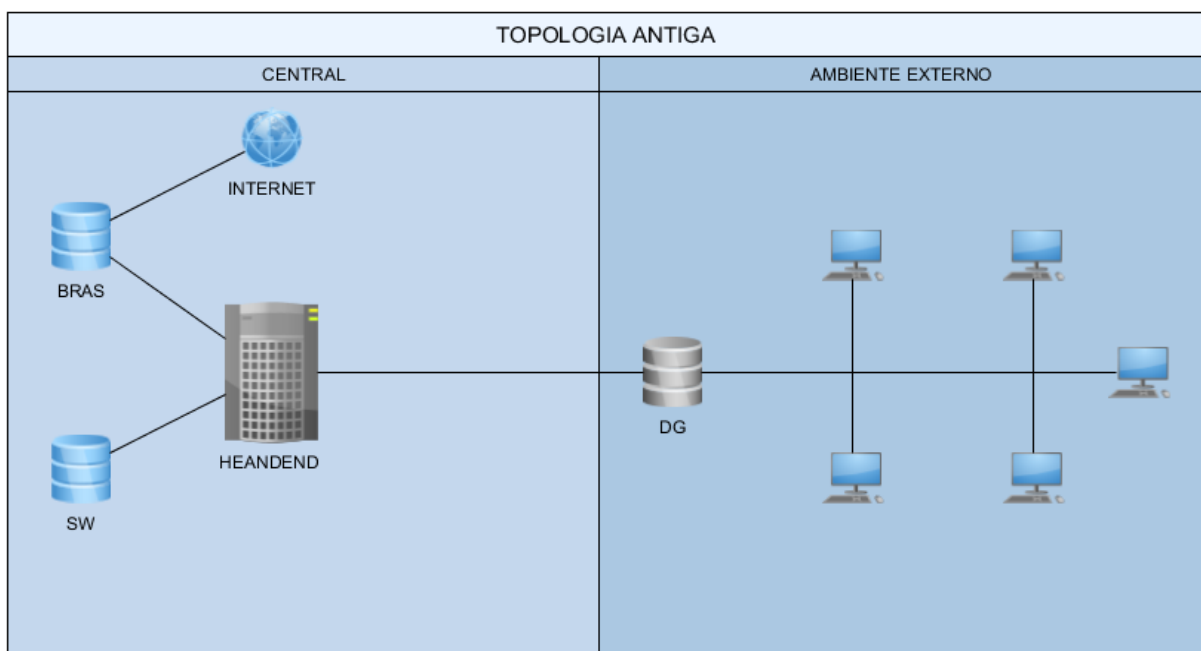 TOPOLOGIA ANTIGA
CENTRAL
AMBIENTE EXTERNO
INTERNET
BRAS
HEANDEND
DG
SW